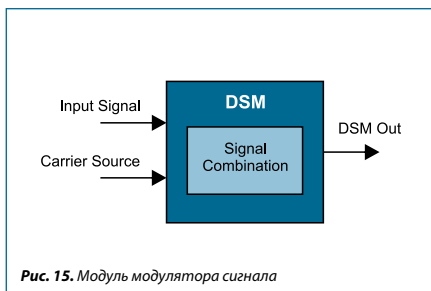 DSM
Input Signal
Carrier Source
Signal
Combination
DSM Out
Рис. 15. Модуль модулятора сигнала